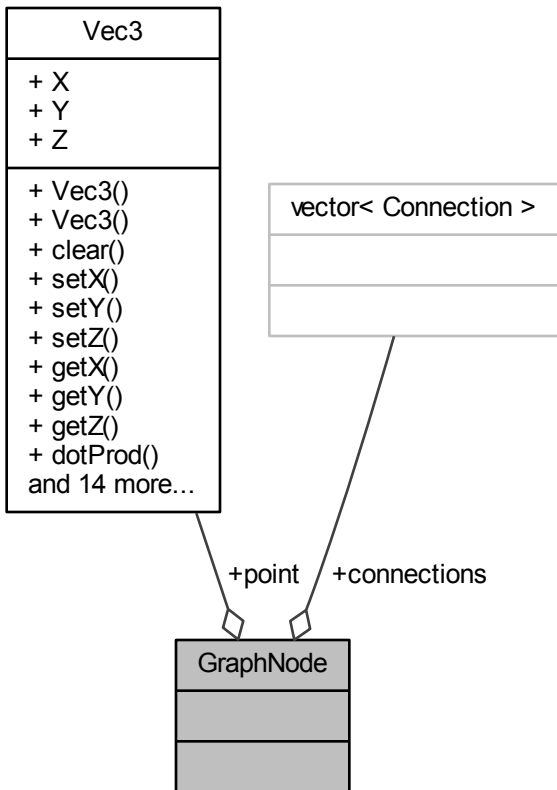 Vec3
+ X
+ Y
+ Z
+ Vec3()
+ Vec3()
+ clear()
+ setX()
+ setY()
+ setZ()
+ getX()
+ getY()
+ getZ()
+ dotProd()
and 14 more...
vector< Connection >
+point
+connections
GraphNode